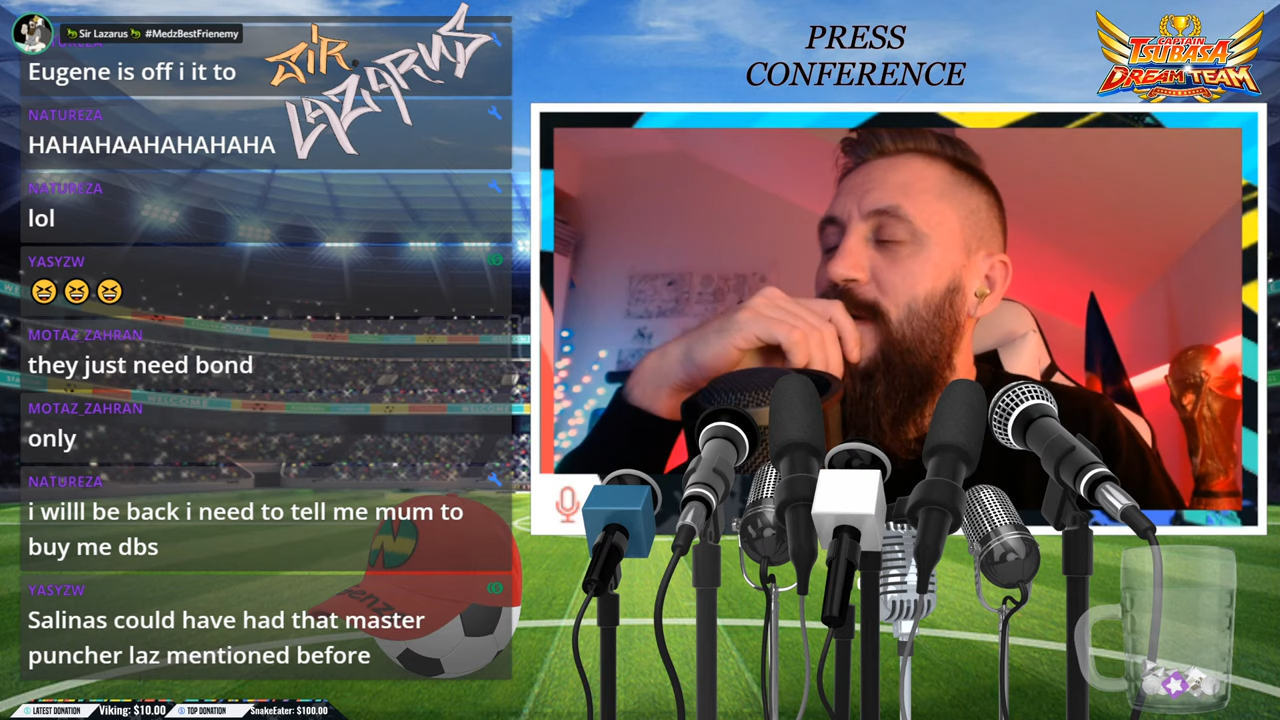 Sir Lazarus #MedzBestFrienemy
SIR
LAZARUS
Eugene is off i it to
NATUREZA
HAHAHAAHAHAHAHA
NATUREZA
lol
YASYZW
MOTAZ_ZAHRAN
they just need bond
MOTAZ_ZAHRAN
only
NATUREZA
i willl be back i need to tell me mum to
buy me dbs
YASYZW
Salinas could have had that master
puncher laz mentioned before
LATEST DONATION Viking: $10.00 TOP DONATION SnakeEater: $100.00
PRESS
CONFERENCE
CAPTAIN
TSUBASA
DREAM TEAM
WELCOME
N